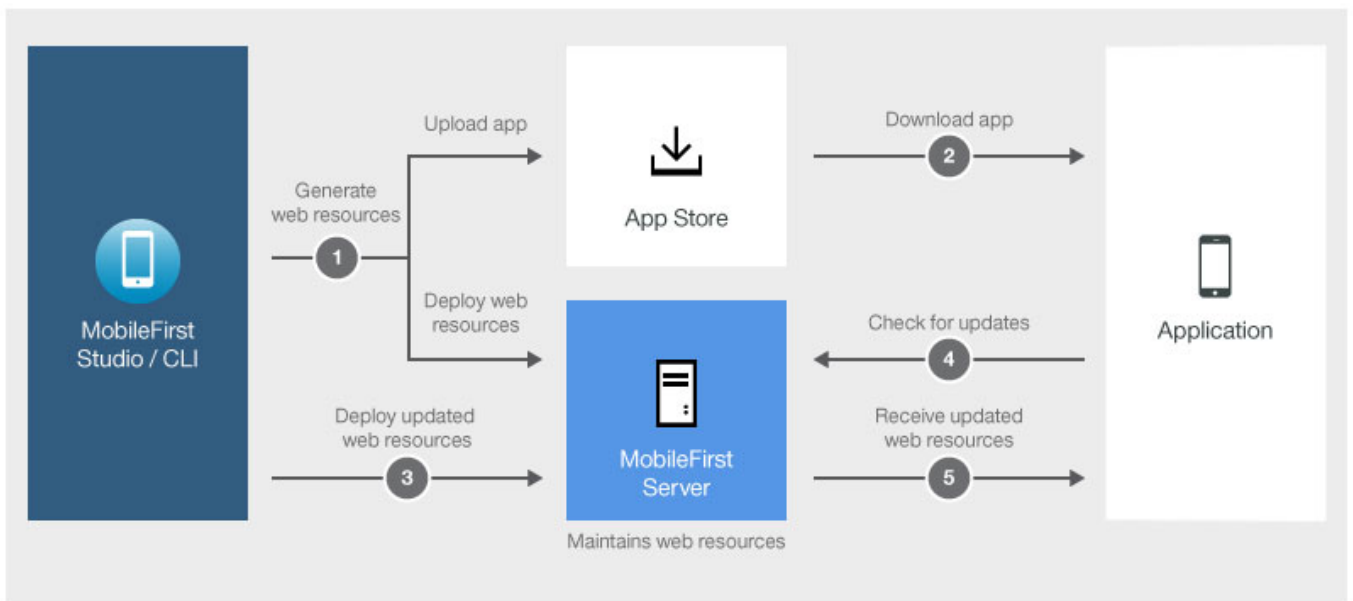 Upload app
Generate
web resources
1
Deploy web
resources
MobileFirst
Studio / CLI
Deploy updated
web resources
3
App Store
MobileFirst
Server
Maintains web resources
Download app
2
Check for updates
4
Receive updated
web resources
5
Application